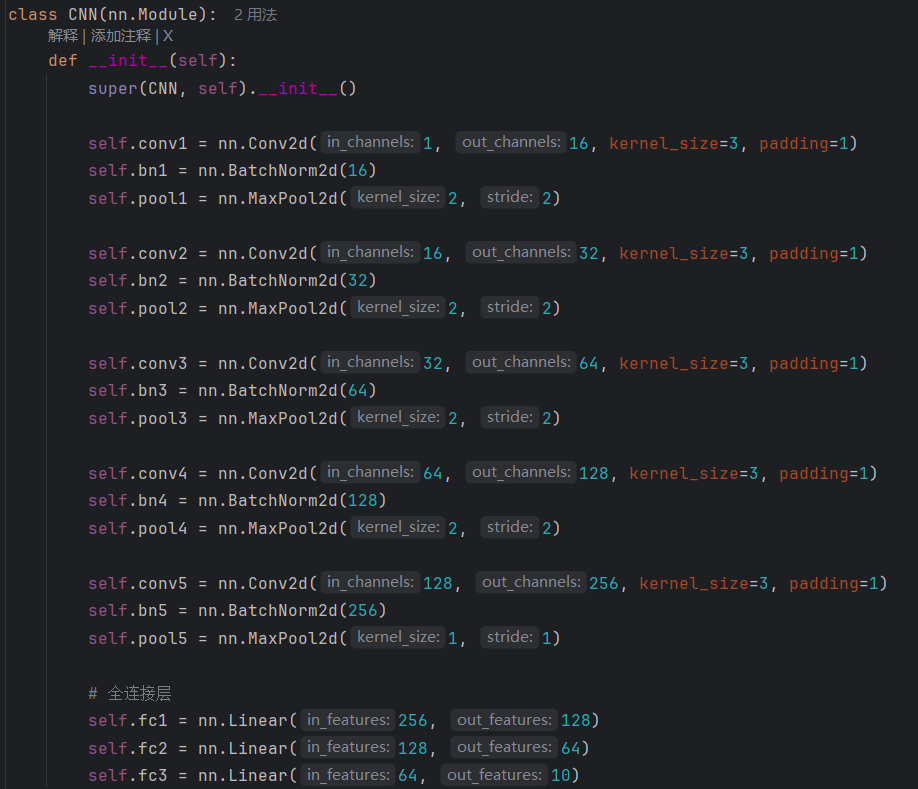 class CNN(nn.Module):  2 用法
解释 | 添加注释 | X
def __init__(self):
super(CNN, self).__init__()
self.conv1 = nn.Conv2d( in_channels: 1,  out_channels: 16, kernel_size=3, padding=1)
self.bn1 = nn.BatchNorm2d(16)
self.pool1 = nn.MaxPool2d( kernel_size: 2,  stride: 2)
self.conv2 = nn.Conv2d( in_channels: 16,  out_channels: 32, kernel_size=3, padding=1)
self.bn2 = nn.BatchNorm2d(32)
self.pool2 = nn.MaxPool2d( kernel_size: 2,  stride: 2)
self.conv3 = nn.Conv2d( in_channels: 32,  out_channels: 64, kernel_size=3, padding=1)
self.bn3 = nn.BatchNorm2d(64)
self.pool3 = nn.MaxPool2d( kernel_size: 2,  stride: 2)
self.conv4 = nn.Conv2d( in_channels: 64,  out_channels: 128, kernel_size=3, padding=1)
self.bn4 = nn.BatchNorm2d(128)
self.pool4 = nn.MaxPool2d( kernel_size: 2,  stride: 2)
self.conv5 = nn.Conv2d( in_channels: 128,  out_channels: 256, kernel_size=3, padding=1)
self.bn5 = nn.BatchNorm2d(256)
self.pool5 = nn.MaxPool2d( kernel_size: 1,  stride: 1)
# 全连接层
self.fc1 = nn.Linear( in_features: 256,  out_features: 128)
self.fc2 = nn.Linear( in_features: 128,  out_features: 64)
self.fc3 = nn.Linear( in_features: 64,  out_features: 10)